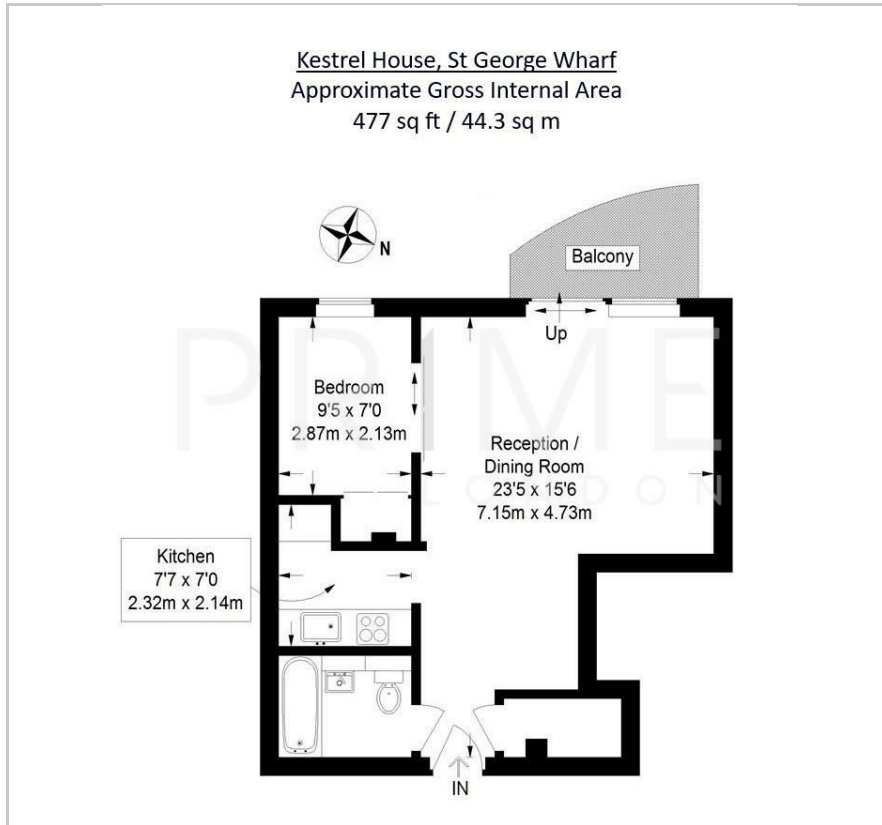 Kestrel House, St George Wharf
Approximate Gross Internal Area
477 sq ft / 44.3 sq m
N
Balcony
Up
PRIME
LONDON
Bedroom
9'5 x 7'0
2.87m x 2.13m
Reception /
Dining Room
23'5 x 15'6
7.15m x 4.73m
Kitchen
7'7 x 7'0
2.32m x 2.14m
IN